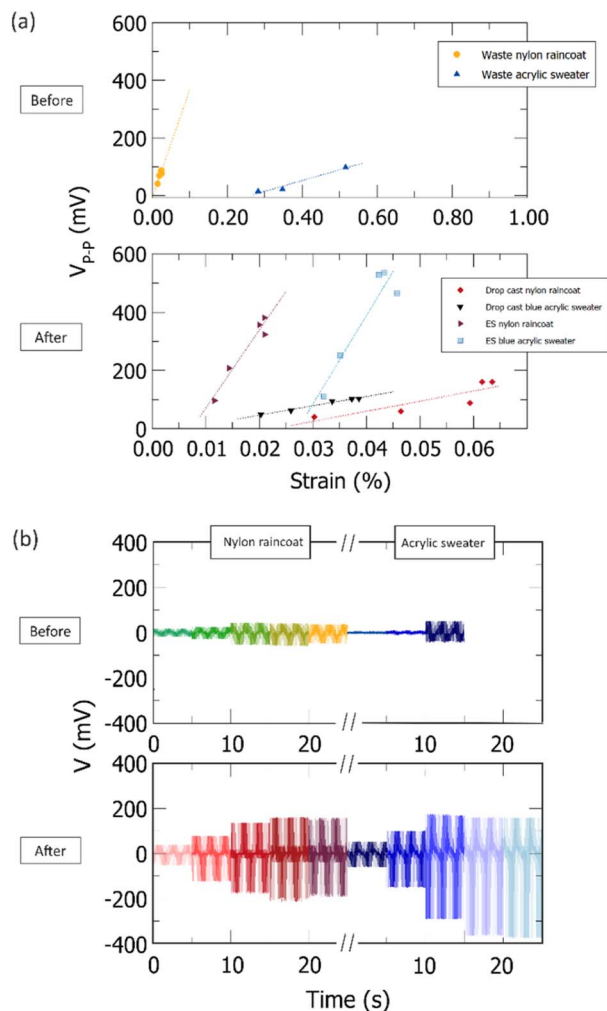 (a)
600
400
200
0
0.00 0.20 0.40 0.60 0.80 1.00
Waste nylon raincoat
Waste acrylic sweater
Before
V P-P (mV)
600
400
200
0
0.00 0.01 0.02 0.03 0.04 0.05 0.06
Drop cast nylon raincoat
Drop cast blue acrylic sweater
ES nylon raincoat
ES blue acrylic sweater
After
Strain (%)
(b)
Nylon raincoat // Acrylic sweater
400
200
0
-200
-400
Before
0 10 20 // 10 20
V (mV)
400
200
0
-200
-400
After
0 10 20 // 10 20
Time (s)